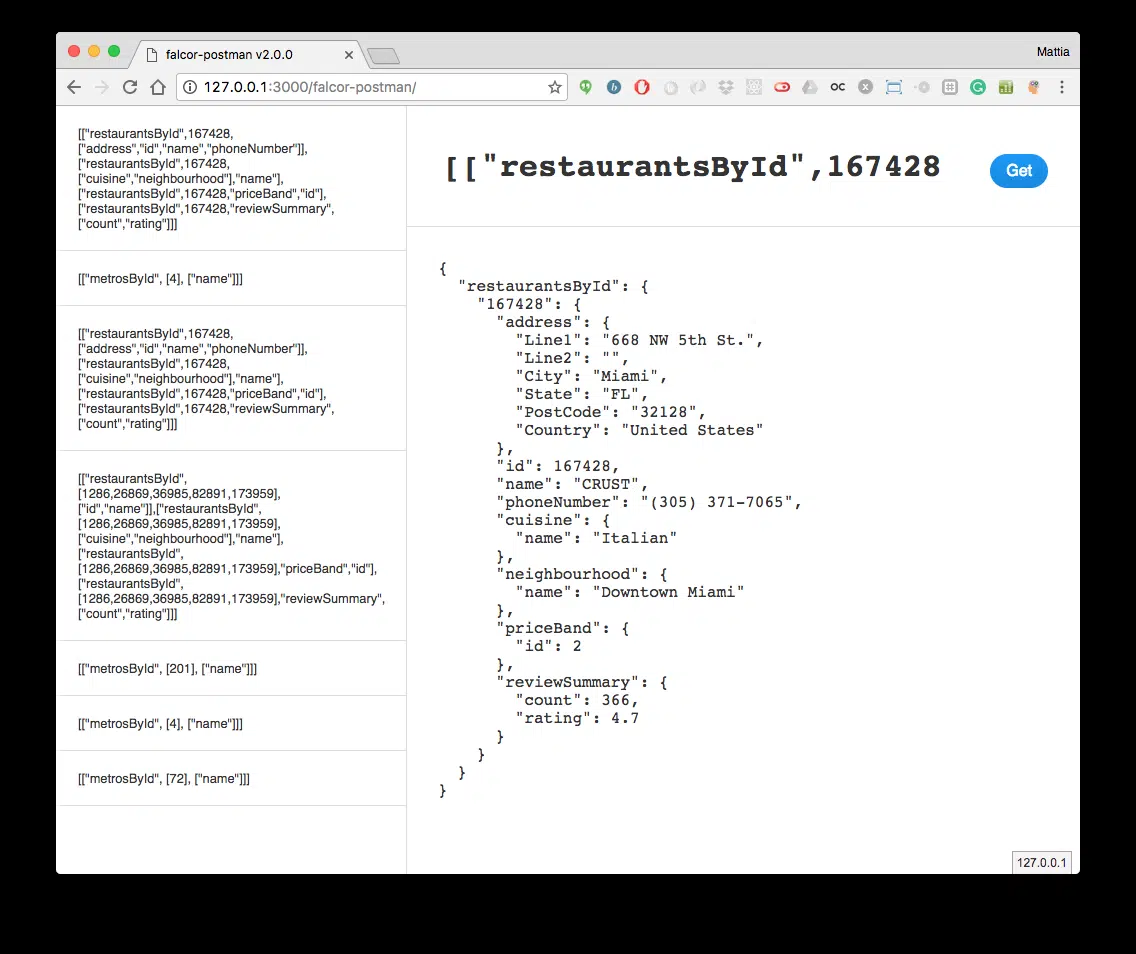 falcor-postman v2.0.0
Mattia
127.0.0.1:3000/falcor-postman/
[["restaurantsById",167428,
["address","id","name","phoneNumber"]],
["restaurantsById",167428,
["cuisine","neighbourhood"],"name"],
["restaurantsById",167428,"priceBand","id"],
["restaurantsById",167428,"reviewSummary",
["count","rating"]]]
[["metrosById", [4], ["name"]]]
[["restaurantsById",167428,
["address","id","name","phoneNumber"]],
["restaurantsById",167428,
["cuisine","neighbourhood"],"name"],
["restaurantsById",167428,"priceBand","id"],
["restaurantsById",167428,"reviewSummary",
["count","rating"]]]
[["restaurantsById",
[1286,26869,36985,82891,173959],
["id","name"]],["restaurantsById",
[1286,26869,36985,82891,173959],
["cuisine","neighbourhood"],"name"],
["restaurantsById",
[1286,26869,36985,82891,173959],"priceBand","id"],
["restaurantsById",
[1286,26869,36985,82891,173959],"reviewSummary",
["count","rating"]]]
[["metrosById", [201], ["name"]]]
[["metrosById", [4], ["name"]]]
[["metrosById", [72], ["name"]]]
[["restaurantsById",167428
Get
{
"restaurantsById": {
"167428": {
"address": {
"Line1": "668 NW 5th St.",
"Line2": "",
"City": "Miami",
"State": "FL",
"PostCode": "32128",
"Country": "United States"
},
"id": 167428,
"name": "CRUST",
"phoneNumber": "(305) 371-7065",
"cuisine": {
"name": "Italian"
},
"neighbourhood": {
"name": "Downtown Miami"
},
"priceBand": {
"id": 2
},
"reviewSummary": {
"count": 366,
"rating": 4.7
}
}
}
}
127.0.0.1